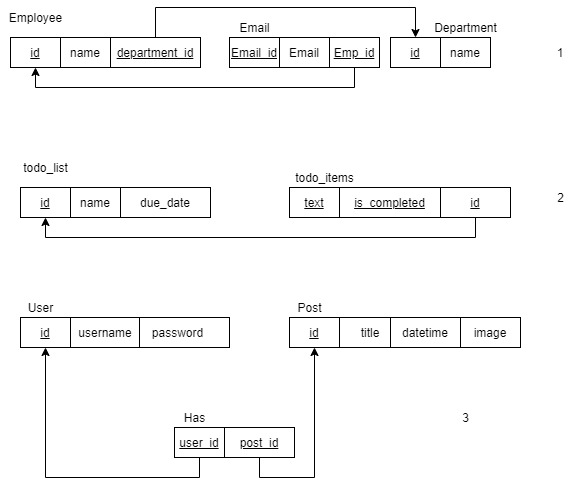 Employee
Email
Department
id name department_id
Email_id Email Emp_id
id name
1
todo_list
todo_items
id name due_date
text is_completed id
2
User
Post
id username password
id title datetime image
Has
3
user_id post_id